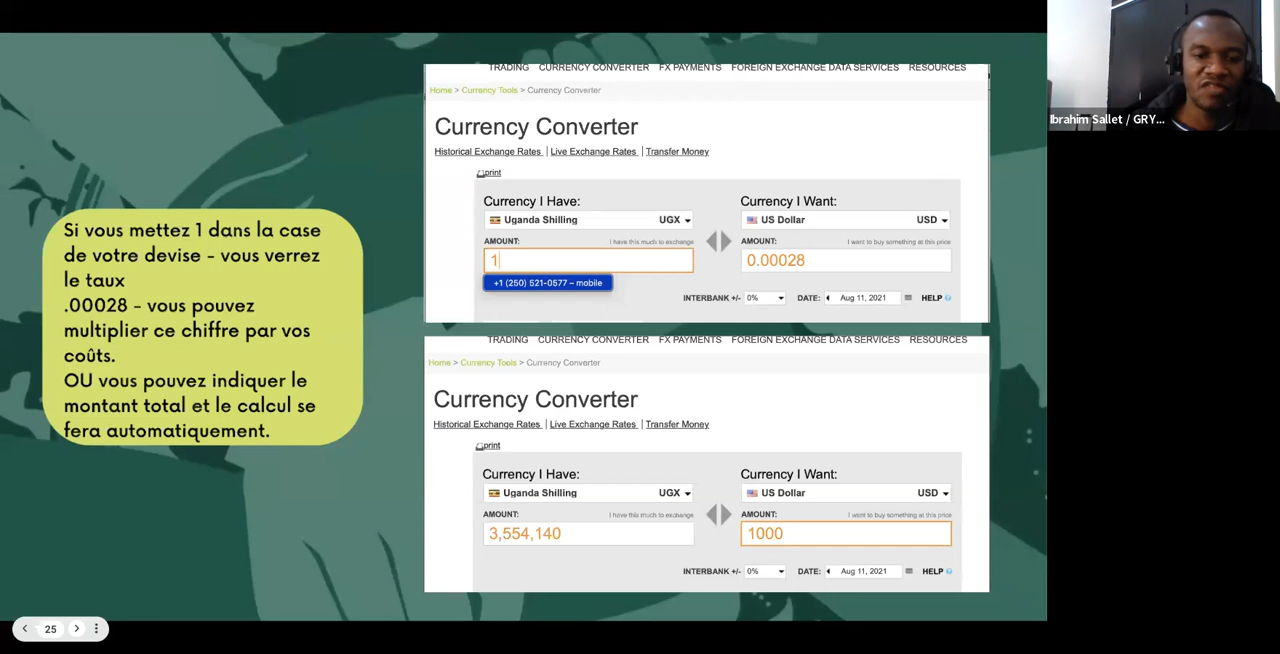 Si vous mettez 1 dans la case
de votre devise - vous verrez
le taux
.00028 - vous pouvez
multiplier ce chiffre par vos
coûts.
OU vous pouvez indiquer le
montant total et le calcul se
fera automatiquement.
TRADING CURRENCY CONVERTER FX PAYMENTS FOREIGN EXCHANGE DATA SERVICES RESOURCES
Home > Currency Tools > Currency Converter
Currency Converter
Historical Exchange Rates | Live Exchange Rates | Transfer Money
print
Currency I Have: Currency I Want:
Uganda Shilling UGX US Dollar USD
AMOUNT: I have this much to exchange AMOUNT: I want to buy something at this price
1 0.00028
+1 (250) 521-0577 – mobile
INTERBANK +/- 0% DATE: Aug 11, 2021 HELP
TRADING CURRENCY CONVERTER FX PAYMENTS FOREIGN EXCHANGE DATA SERVICES RESOURCES
Home > Currency Tools > Currency Converter
Currency Converter
Historical Exchange Rates | Live Exchange Rates | Transfer Money
print
Currency I Have: Currency I Want:
Uganda Shilling UGX US Dollar USD
AMOUNT: I have this much to exchange AMOUNT: I want to buy something at this price
3,554,140 1000
INTERBANK +/- 0% DATE: Aug 11, 2021 HELP
25
Ibrahim Sallet / GRY...